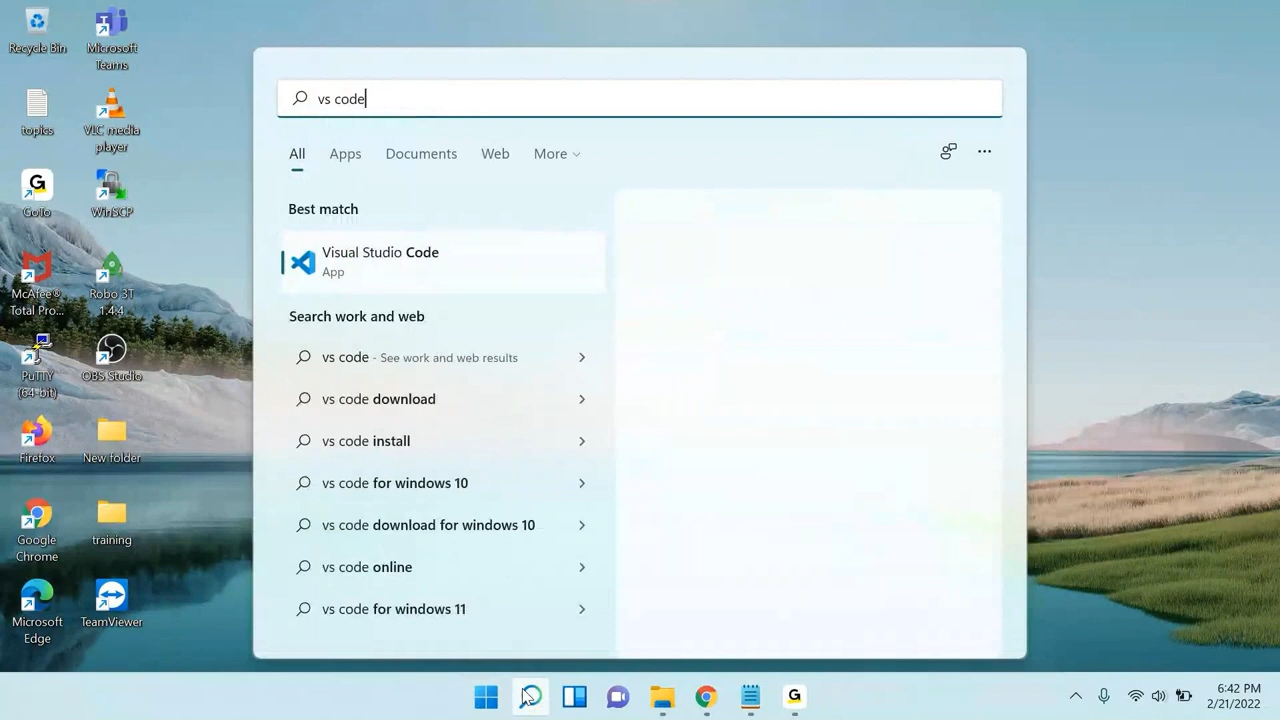 Recycle Bin
Microsoft
Teams
topics
VLC media
player
G
GoTo
WinSCP
McAfee®
Total Pro...
Robo 3T
1.4.4
PuTTY
(64-bit)
OBS Studio
Firefox
New folder
Google
Chrome
training
Microsoft
Edge
TeamViewer
vs code
All Apps Documents Web More
Best match
Visual Studio Code
App
Search work and web
vs code - See work and web results
vs code download
vs code install
vs code for windows 10
vs code download for windows 10
vs code online
vs code for windows 11
G
6:42 PM
2/21/2022